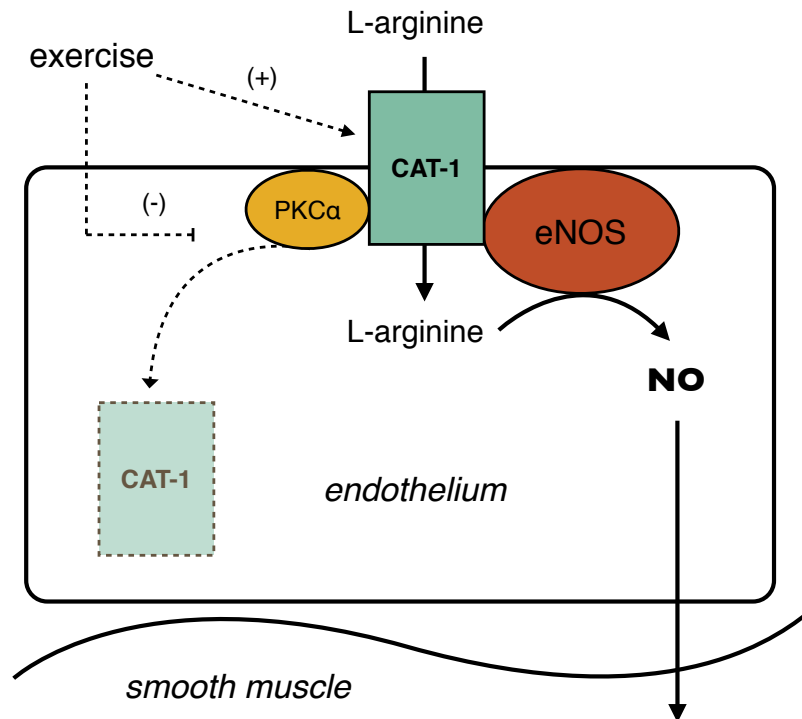 L-arginine
exercise
(+)
CAT-1
(-)
PKCα
eNOS
L-arginine
NO
CAT-1
endothelium
smooth muscle